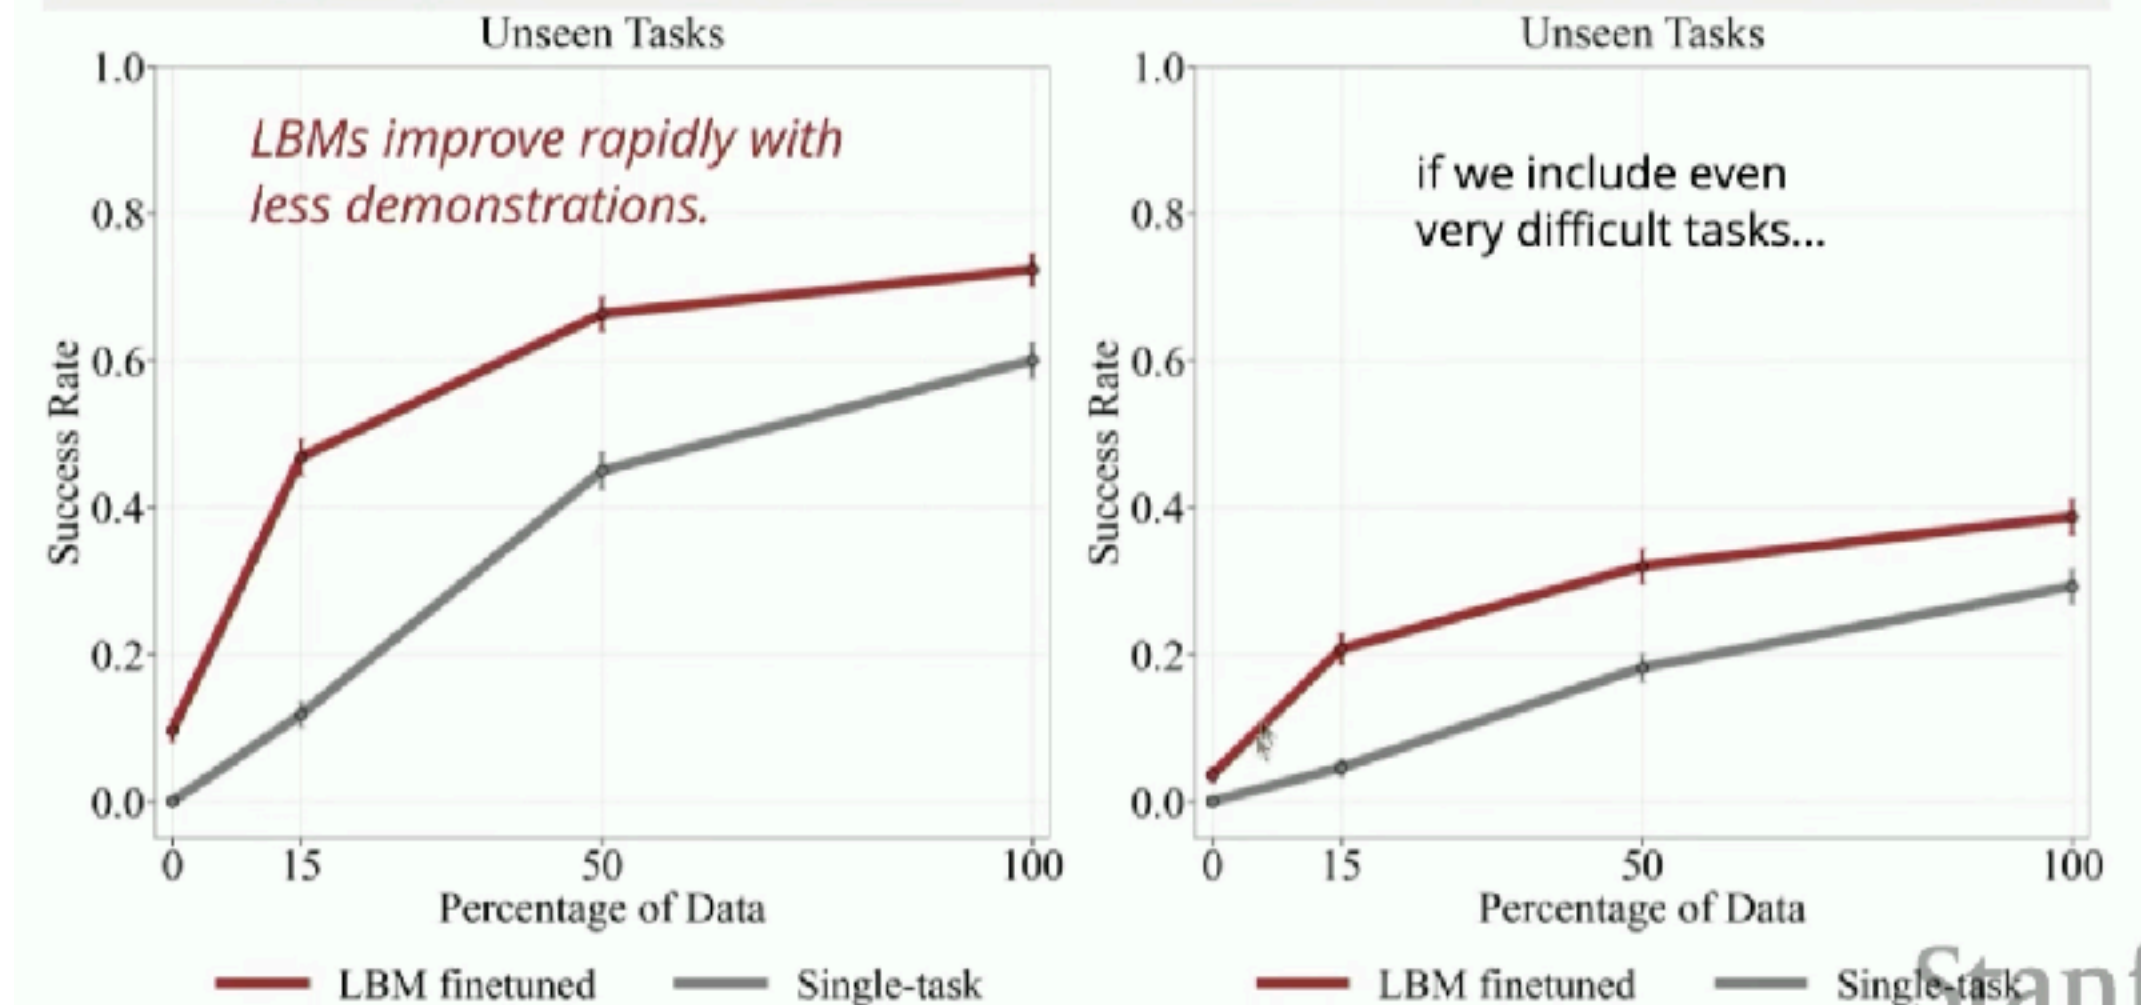 Unseen Tasks
1.0
LBMs improve rapidly with
less demonstrations.
0.8
0.6
0.4
0.2
0.0
Success Rate
0
15
50
100
Percentage of Data
LBM finetuned
Single-task
Unseen Tasks
1.0
if we include even
very difficult tasks...
0.8
0.6
0.4
0.2
0.0
Success Rate
0
15
50
100
Percentage of Data
LBM finetuned
Single-task